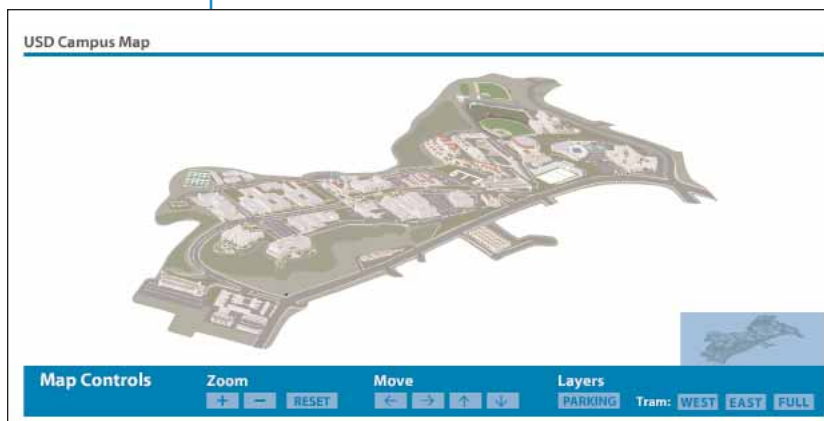 USD Campus Map
Map Controls
Zoom
+ − RESET
Move
← → ↑ ↓
Layers
PARKING Tram: WEST EAST FULL